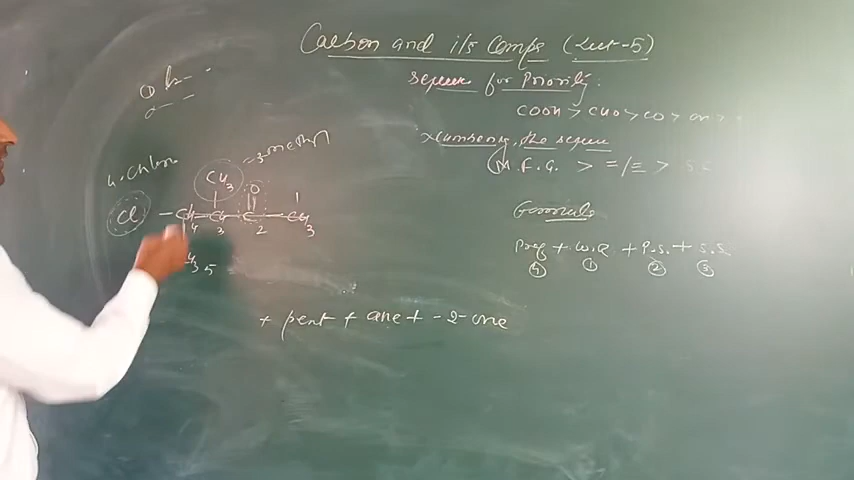 Carbon and its Comps (Lect-5)
sequence for Priority.
COOH > CHO > CO > OH >
Numbering the sequence
M.F.G. > =/≡ > S.C
Formula
Pref + W.R + P.S. + S.S
④ ① ② ③
4-Chloro
= 3-methyl
CH3
O
Cl - CH - CH - C - CH3
1
4 3 2
5
+ pent + ane + -2-one